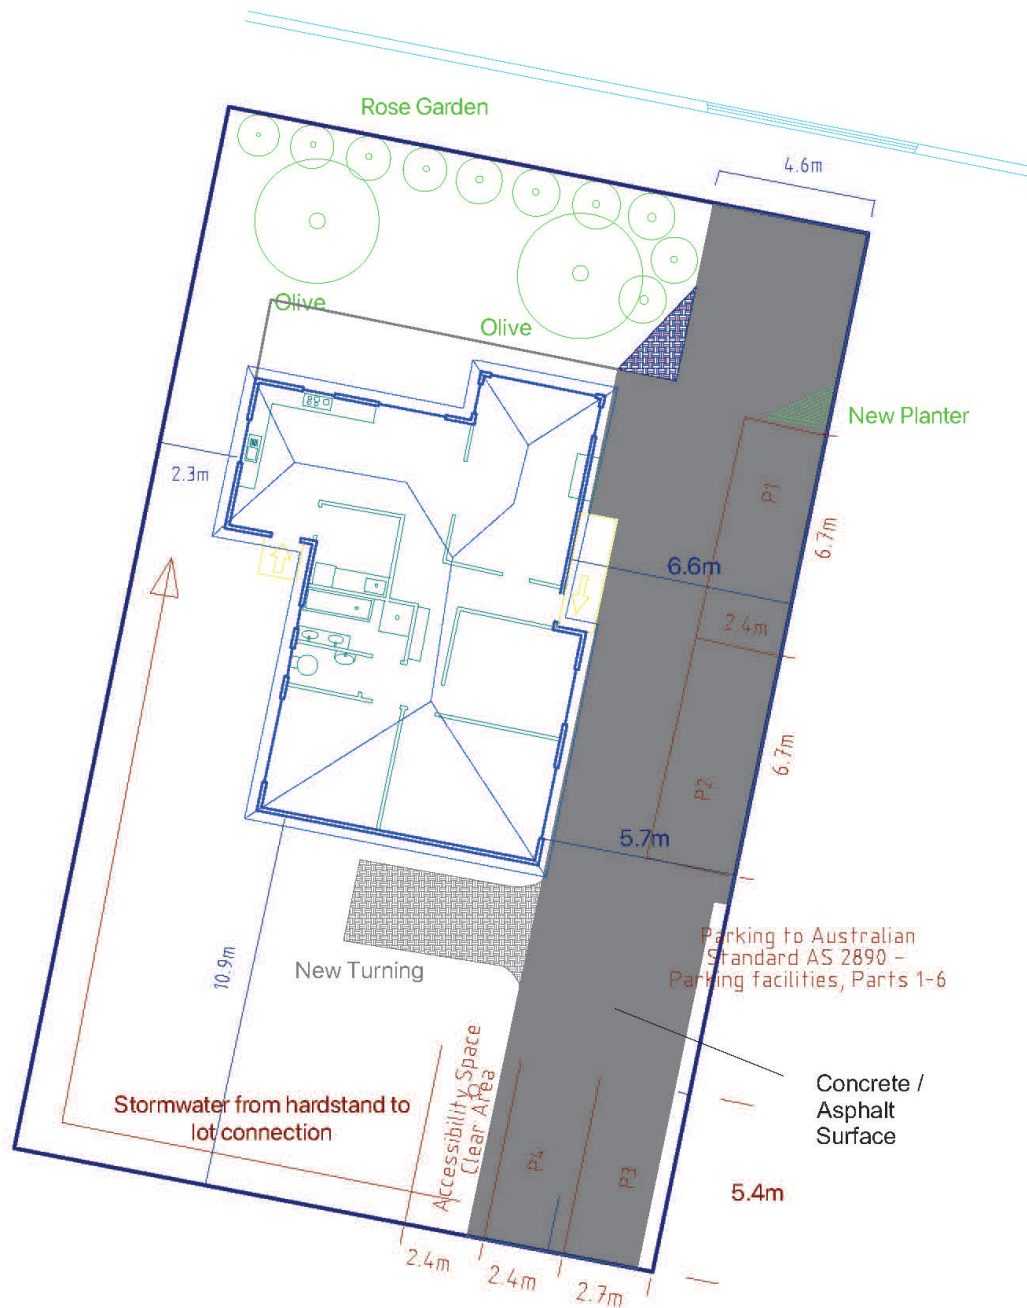 Rose Garden
4.6m
Olive
Olive
New Planter
2.3m
P1
6.7m
6.6m
2.4m
6.7m
P2
5.7m
Parking to Australian
Standard AS 2890 -
Parking facilities, Parts 1-6
10.9m
New Turning
Concrete /
Asphalt
Surface
Stormwater from hardstand to
lot connection
Accessibility Space
Clear Area
P4
P3
5.4m
2.4m
2.4m
2.7m